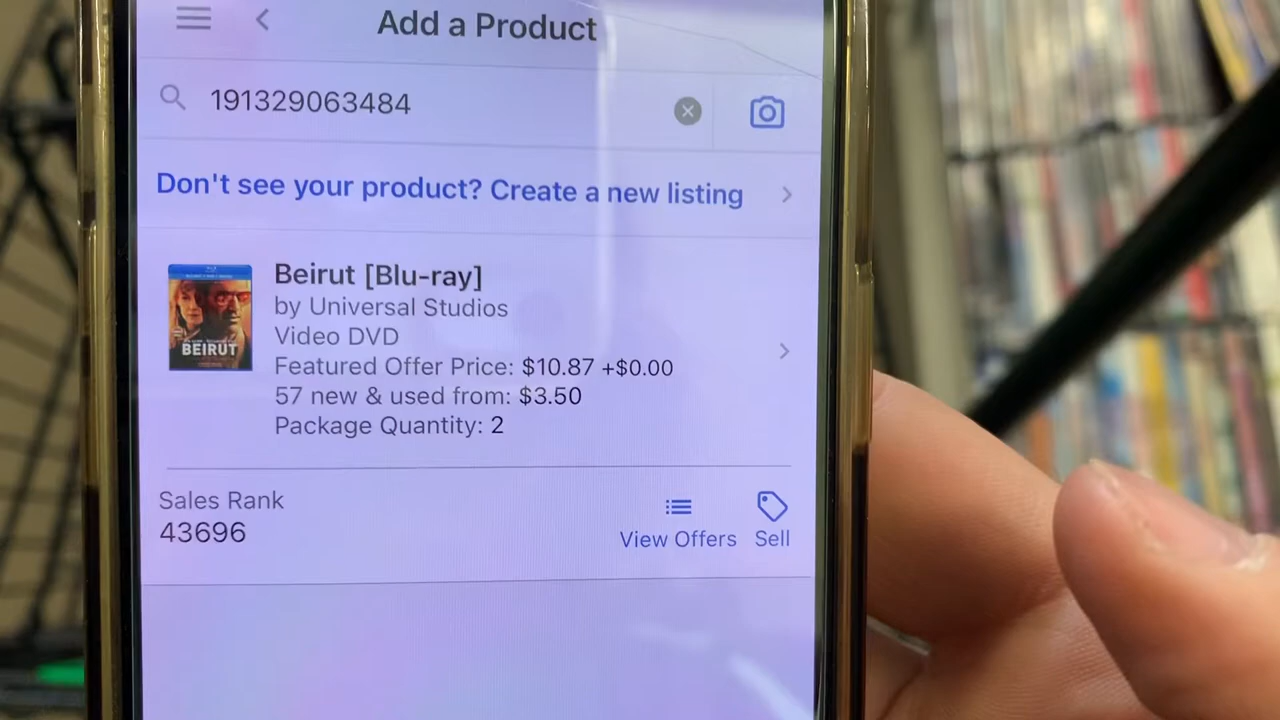 Add a Product
191329063484
Don't see your product? Create a new listing
Beirut [Blu-ray]
by Universal Studios
Video DVD
Featured Offer Price: $10.87 +$0.00
57 new & used from: $3.50
Package Quantity: 2
BEIRUT
Sales Rank
43696
View Offers
Sell